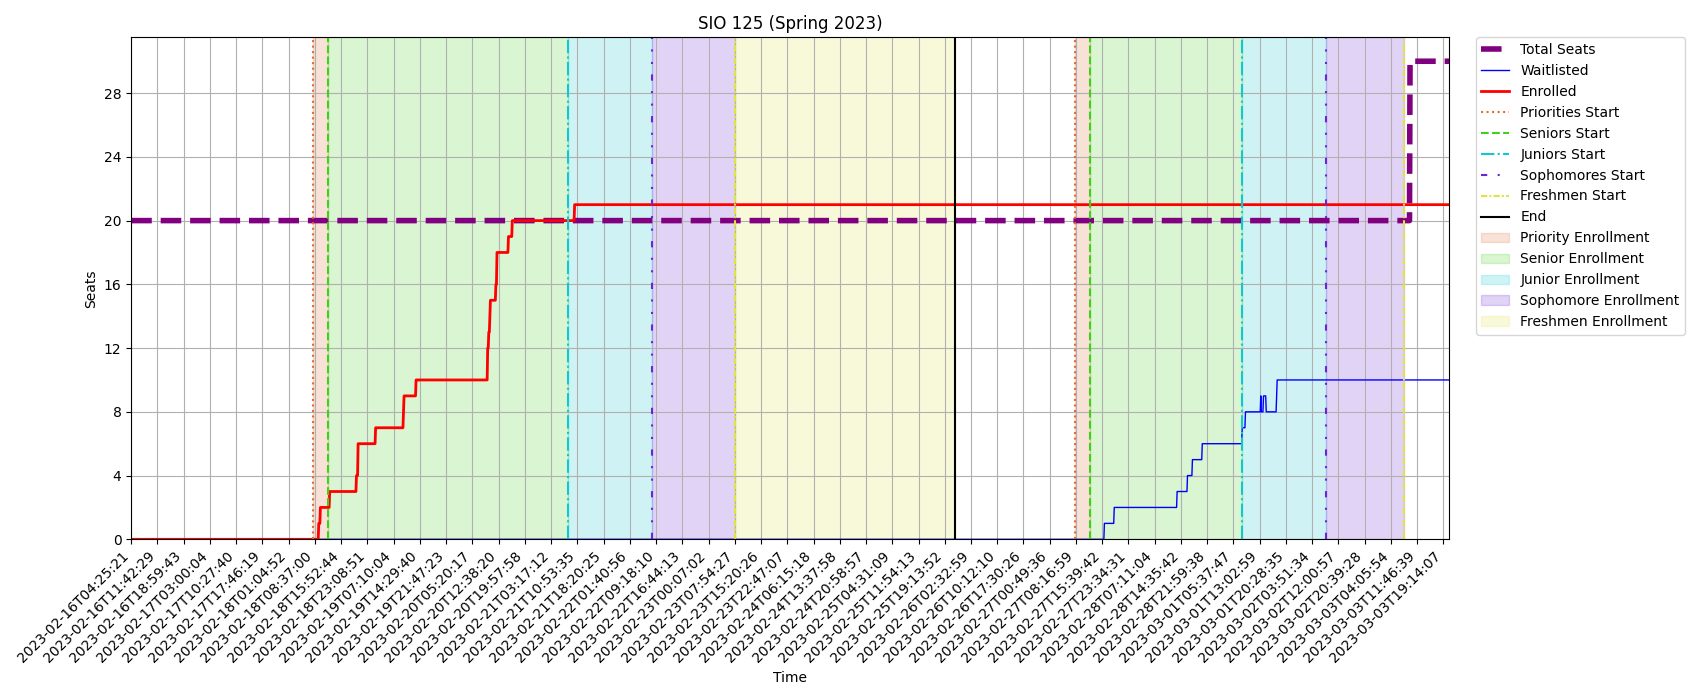 SIO 125 (Spring 2023)
Seats
28
24
20
16
12
8
4
0
2023-02-16T04:25:21
2023-02-16T11:42:29
2023-02-16T18:59:43
2023-02-17T03:00:04
2023-02-17T10:27:40
2023-02-17T17:46:19
2023-02-18T01:04:52
2023-02-18T08:37:00
2023-02-18T15:52:44
2023-02-18T23:08:51
2023-02-19T07:10:04
2023-02-19T14:29:40
2023-02-19T21:47:23
2023-02-20T05:20:17
2023-02-20T12:38:20
2023-02-20T19:57:58
2023-02-21T03:17:12
2023-02-21T10:53:35
2023-02-21T18:20:25
2023-02-22T01:40:56
2023-02-22T09:18:10
2023-02-22T16:44:13
2023-02-23T00:07:02
2023-02-23T07:54:27
2023-02-23T15:20:26
2023-02-23T22:47:07
2023-02-24T06:15:18
2023-02-24T13:37:58
2023-02-24T20:58:57
2023-02-25T04:31:09
2023-02-25T11:54:13
2023-02-25T19:13:52
2023-02-26T02:32:59
2023-02-26T10:12:10
2023-02-26T17:30:26
2023-02-27T00:49:36
2023-02-27T08:16:59
2023-02-27T15:39:42
2023-02-27T23:34:31
2023-02-28T07:11:04
2023-02-28T14:35:42
2023-02-28T21:59:38
2023-03-01T05:37:47
2023-03-01T13:02:59
2023-03-01T20:28:35
2023-03-02T03:51:34
2023-03-02T12:00:57
2023-03-02T20:39:28
2023-03-03T04:05:54
2023-03-03T11:46:39
2023-03-03T19:14:07
Time
Total Seats
Waitlisted
Enrolled
Priorities Start
Seniors Start
Juniors Start
Sophomores Start
Freshmen Start
End
Priority Enrollment
Senior Enrollment
Junior Enrollment
Sophomore Enrollment
Freshmen Enrollment